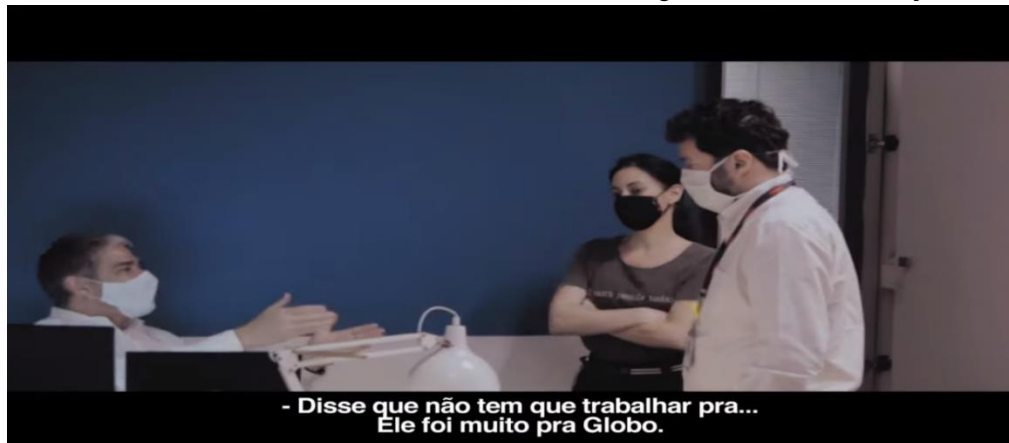 - Disse que não tem que trabalhar pra...
Ele foi muito pra Globo.